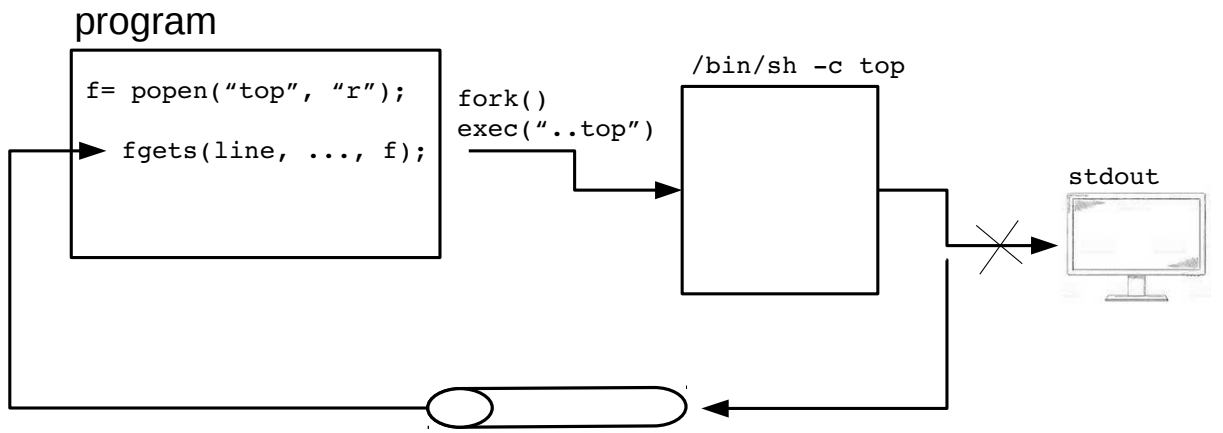 program
f= popen(“top”, “r”);
fgets(line, ..., f);
fork()
exec(“..top”)
/bin/sh -c top
stdout